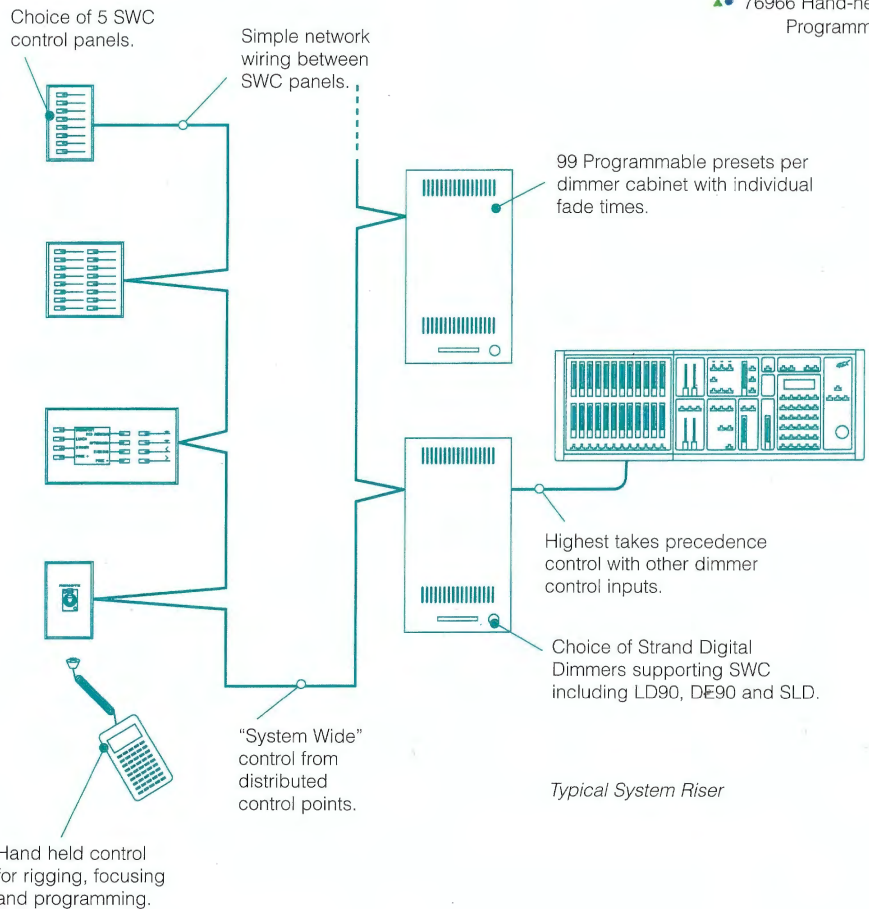 Choice of 5 SWC
control panels.
76966 Hand-he
Programm
Simple network
wiring between
SWC panels.
99 Programmable presets per
dimmer cabinet with individual
fade times.
Highest takes precedence
control with other dimmer
control inputs.
Choice of Strand Digital
Dimmers supporting SWC
including LD90, DE90 and SLD.
"System Wide"
control from
distributed
control points.
Typical System Riser
Hand held control
for rigging, focusing
and programming.
REMOTE
LUNCH
DINNER